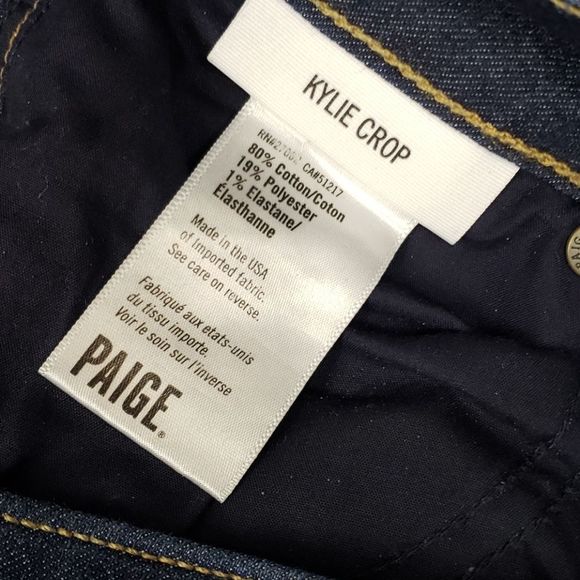 KYLIE CROP
CA#51217
80% Cotton/Coton
19% Polyester
1% Elastane/
Élasthanne
Made in the USA
of imported fabric.
See care on reverse.
Fabriqué aux etats-unis
du tissu importe.
Voir le soin sur l'inverse
PAIGE®